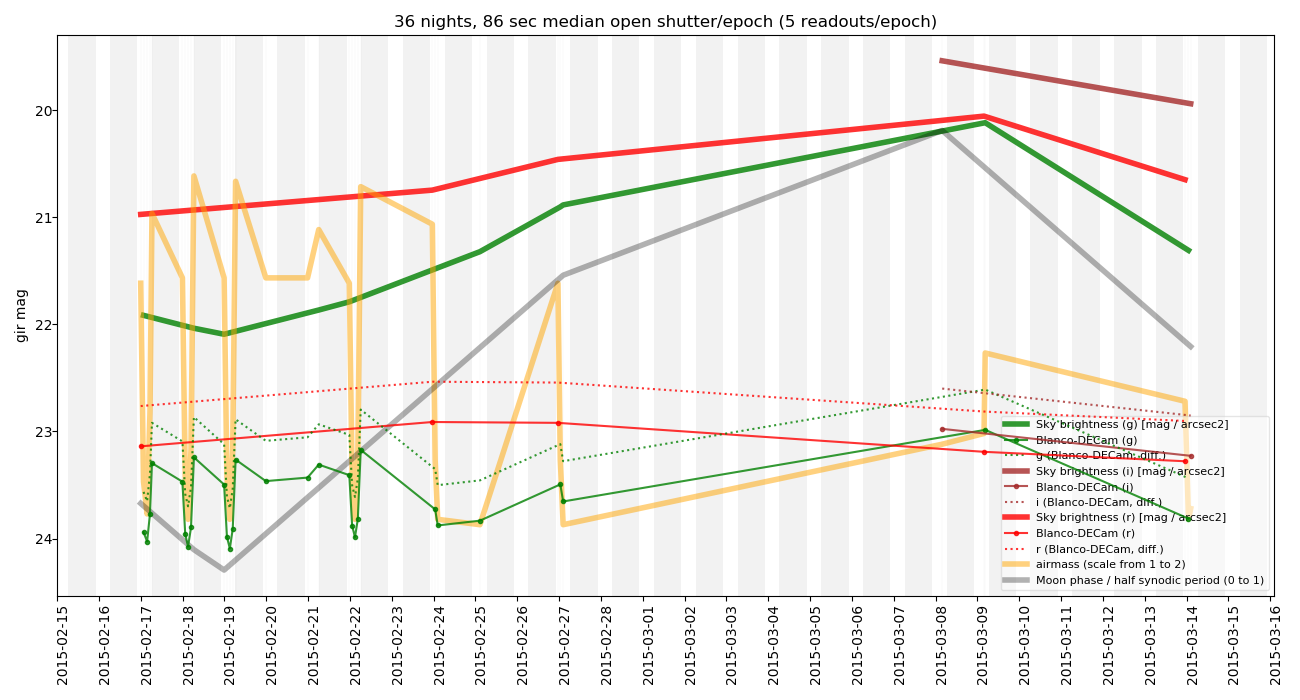 36 nights, 86 sec median open shutter/epoch (5 readouts/epoch)
gir mag
20
21
22
23
24
Sky brightness (g) [mag / arcsec2]
Blanco-DECam (g)
g (Blanco-DECam, diff.)
Sky brightness (i) [mag / arcsec2]
Blanco-DECam (i)
i (Blanco-DECam, diff.)
Sky brightness (r) [mag / arcsec2]
Blanco-DECam (r)
r (Blanco-DECam, diff.)
airmass (scale from 1 to 2)
Moon phase / half synodic period (0 to 1)
2015-02-15
2015-02-16
2015-02-17
2015-02-18
2015-02-19
2015-02-20
2015-02-21
2015-02-22
2015-02-23
2015-02-24
2015-02-25
2015-02-26
2015-02-27
2015-02-28
2015-03-01
2015-03-02
2015-03-03
2015-03-04
2015-03-05
2015-03-06
2015-03-07
2015-03-08
2015-03-09
2015-03-10
2015-03-11
2015-03-12
2015-03-13
2015-03-14
2015-03-15
2015-03-16